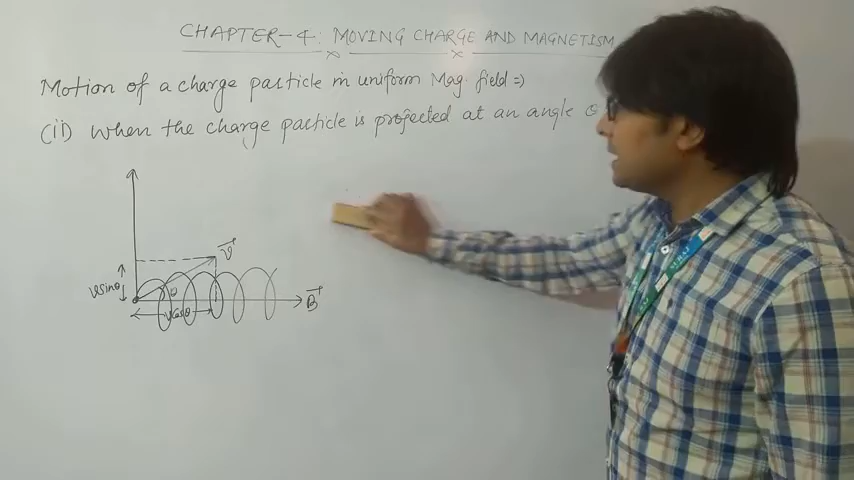 CHAPTER-4: MOVING CHARGE AND MAGNETISM
Motion of a charge particle in uniform Mag. field ⇒
(ii) when the charge particle is projected at an angle θ
v
vsinθ
θ
vcosθ
B